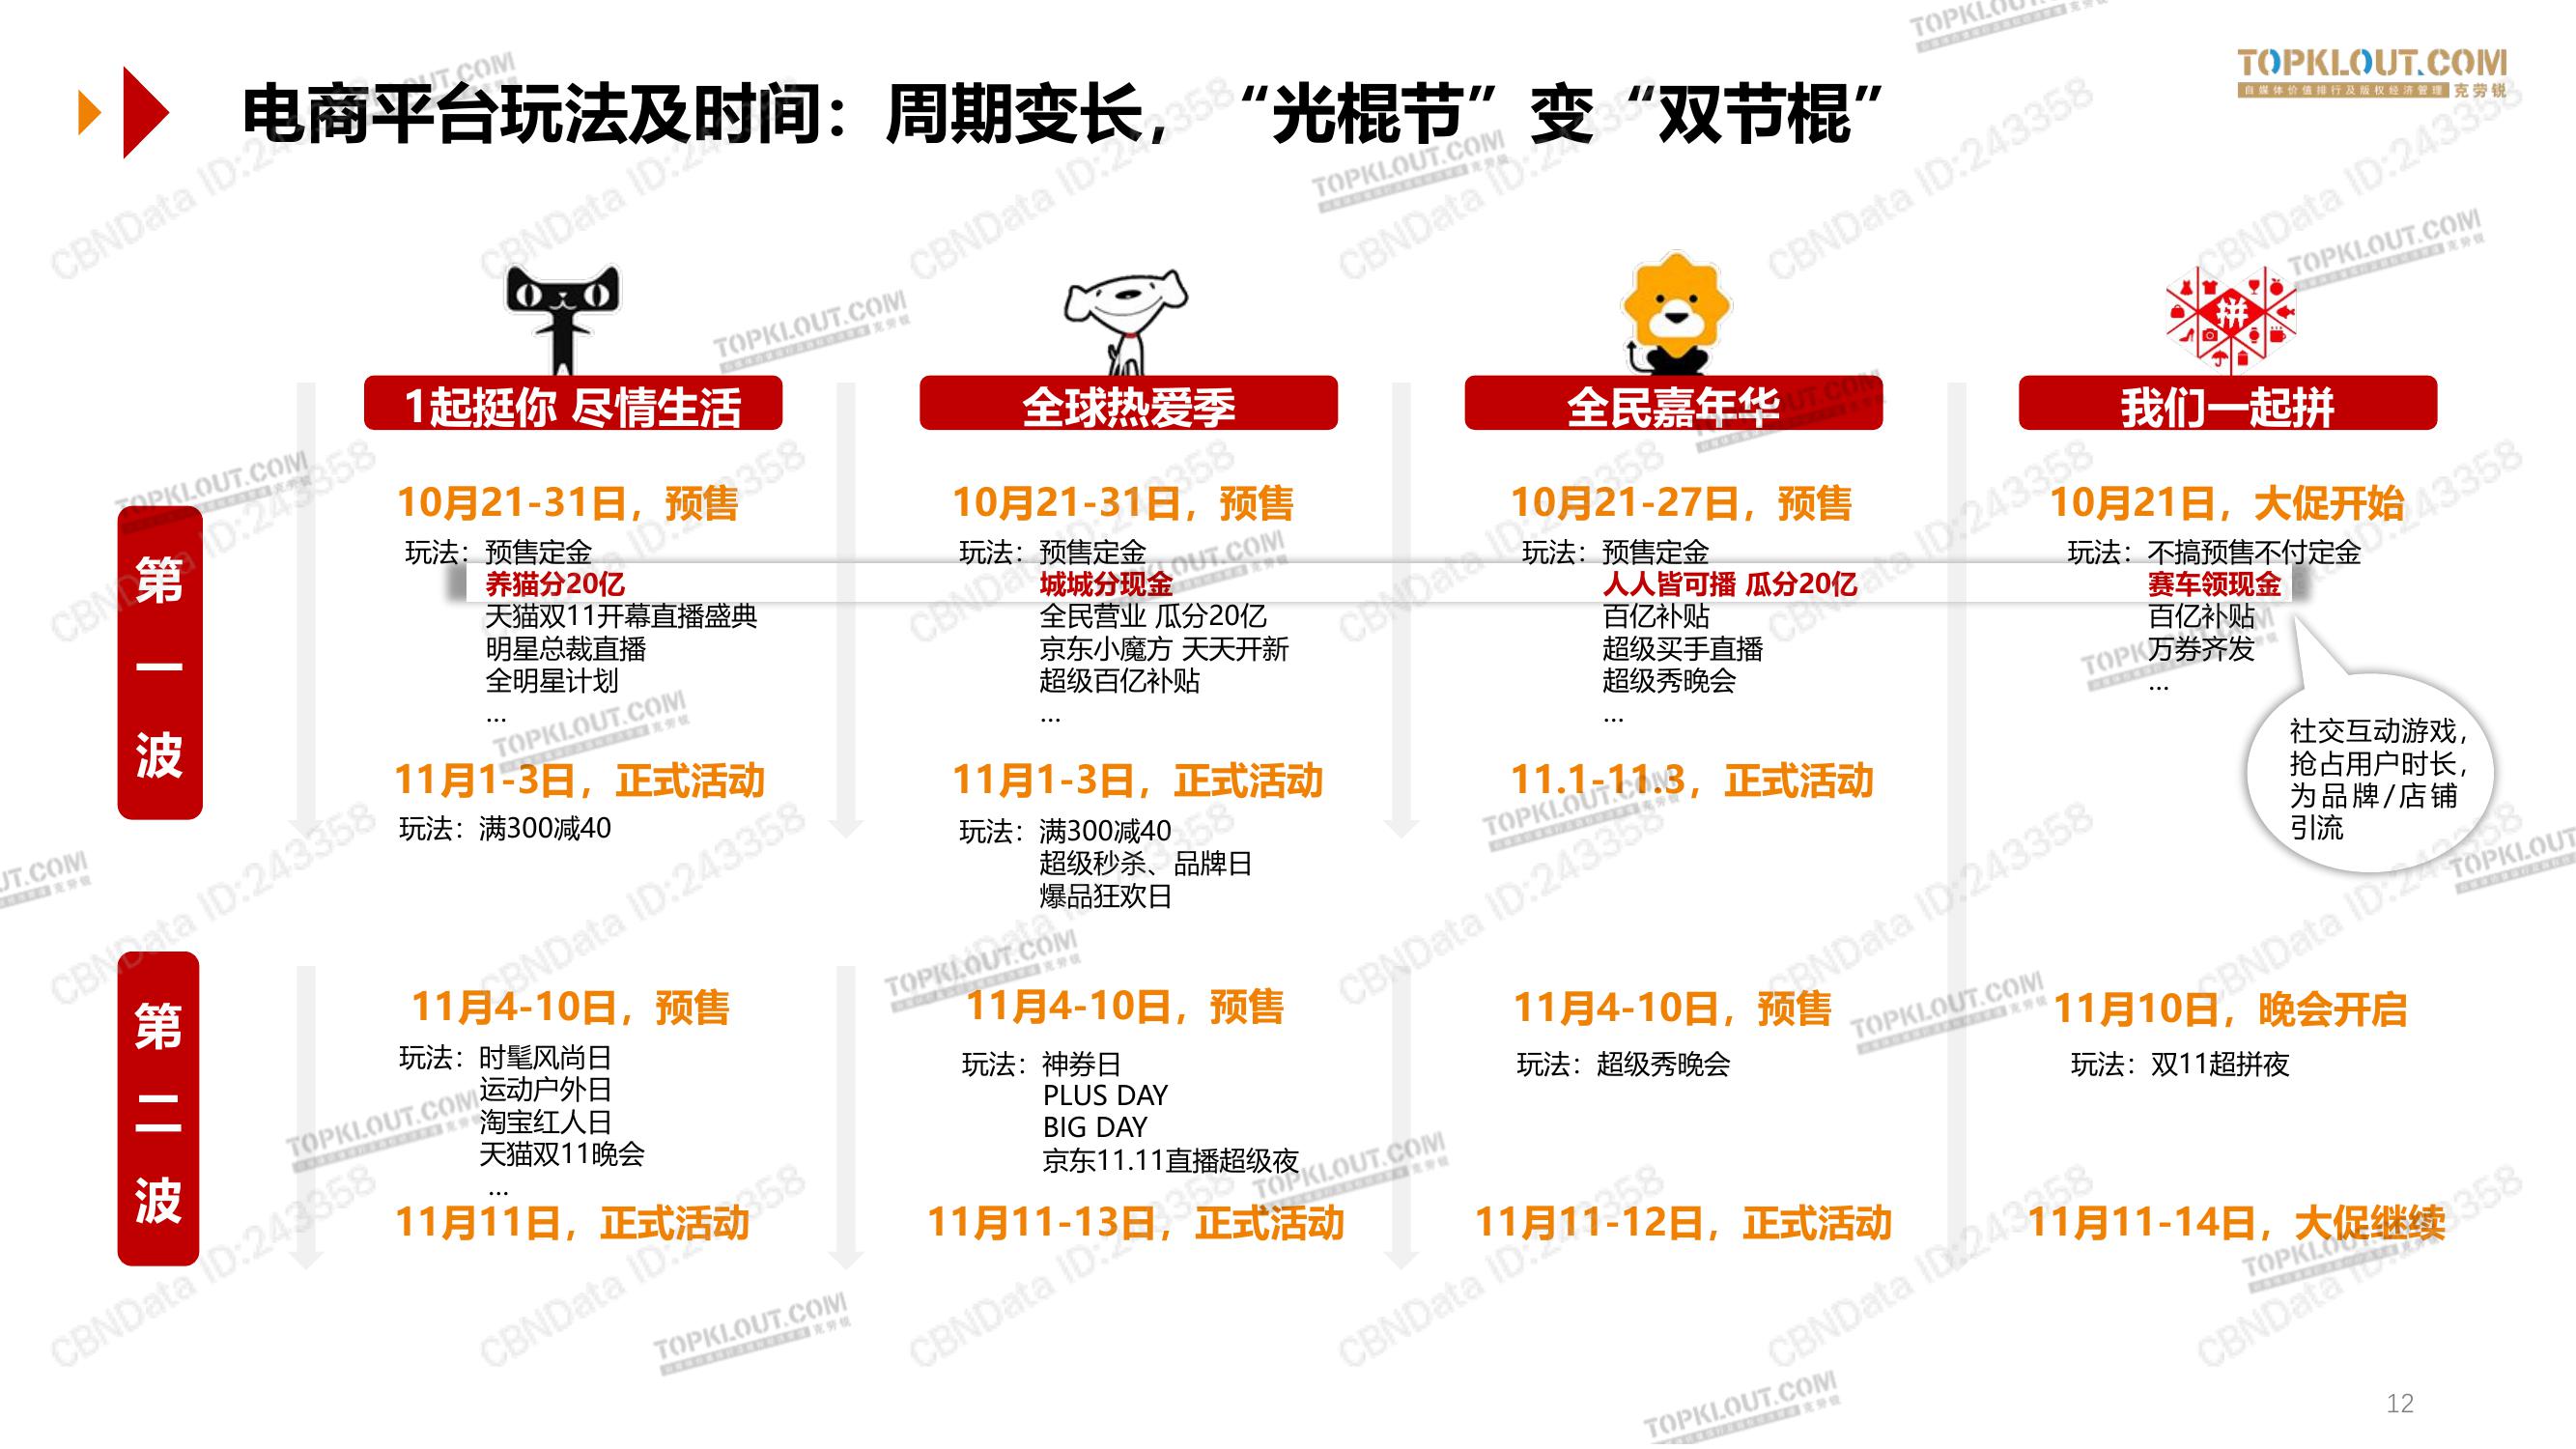 电商平台玩法及时间：周期变长，“光棍节”变“双节棍”
TOPKLOUT.COM
自媒体价值排行及版权经济管理 克劳锐
1起挺你 尽情生活
全球热爱季
全民嘉年华
拼
我们一起拼
第一波
10月21-31日，预售
玩法：预售定金
养猫分20亿
天猫双11开幕直播盛典
明星总裁直播
全明星计划
...
11月1-3日，正式活动
玩法：满300减40
10月21-31日，预售
玩法：预售定金
城城分现金
全民营业 瓜分20亿
京东小魔方 天天开新
超级百亿补贴
...
11月1-3日，正式活动
玩法：满300减40
超级秒杀、品牌日
爆品狂欢日
10月21-27日，预售
玩法：预售定金
人人皆可播 瓜分20亿
百亿补贴
超级买手直播
超级秀晚会
...
11.1-11.3，正式活动
10月21日，大促开始
玩法：不搞预售不付定金
赛车领现金
百亿补贴
万券齐发
...
社交互动游戏，
抢占用户时长，
为品牌/店铺
引流
第二波
11月4-10日，预售
玩法：时髦风尚日
运动户外日
淘宝红人日
天猫双11晚会
...
11月11日，正式活动
11月4-10日，预售
玩法：神券日
PLUS DAY
BIG DAY
京东11.11直播超级夜
11月11-13日，正式活动
11月4-10日，预售
玩法：超级秀晚会
11月11-12日，正式活动
11月10日，晚会开启
玩法：双11超拼夜
11月11-14日，大促继续
CBNData ID:243358
12